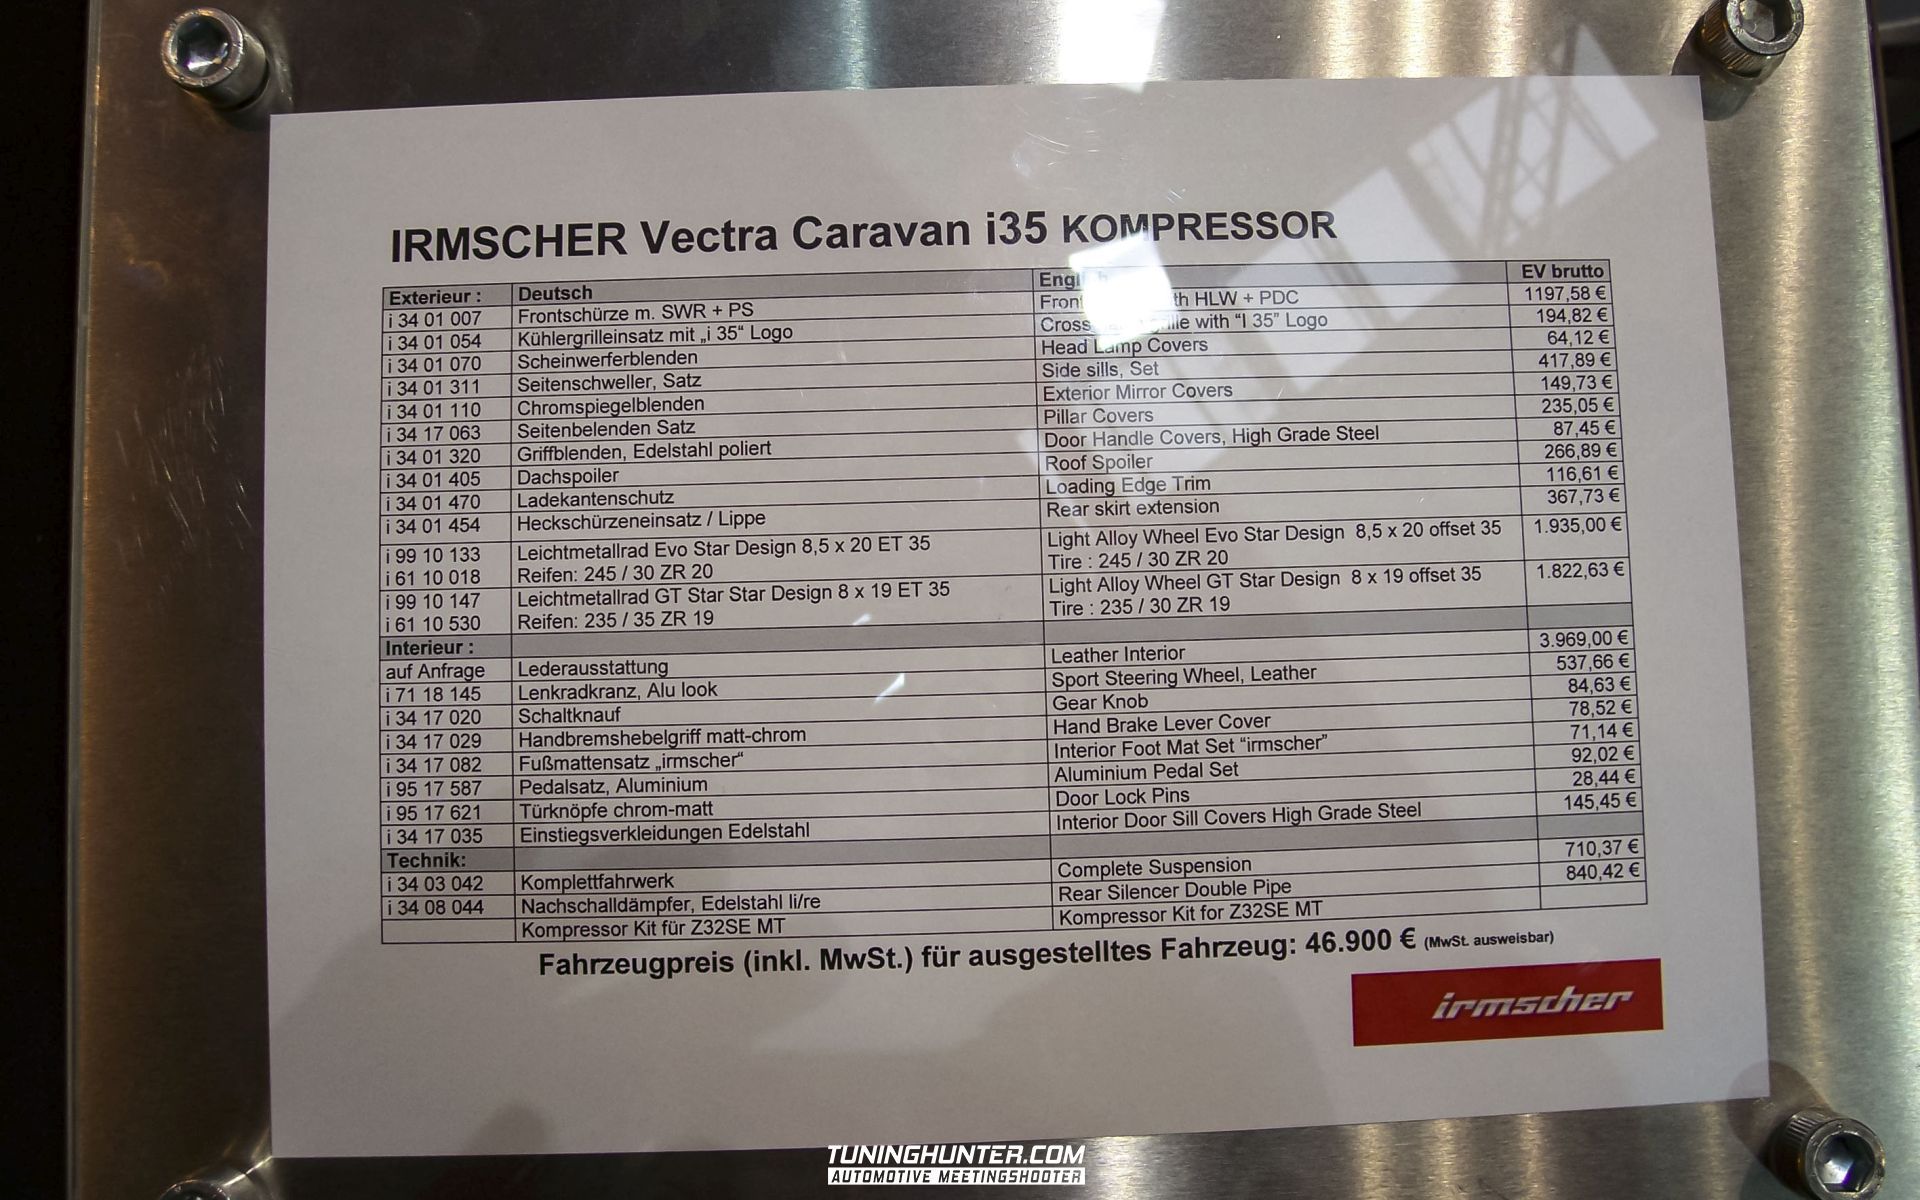 IRMSCHER Vectra Caravan i35 KOMPRESSOR
Exterieur : Deutsch EV brutto
i 34 01 007 Frontschürze m. SWR + PS HLW + PDC 1197,58 €
i 34 01 054 Kühlergrilleinsatz mit „i 35“ Logo with “I 35” Logo 194,82 €
i 34 01 070 Scheinwerferblenden Head Lamp Covers 64,12 €
i 34 01 311 Seitenschweller, Satz Side sills, Set 417,89 €
i 34 01 110 Chromspiegelblenden Exterior Mirror Covers 149,73 €
i 34 17 063 Seitenbelenden Satz Pillar Covers 235,05 €
i 34 01 320 Griffblenden, Edelstahl poliert Door Handle Covers, High Grade Steel 87,45 €
i 34 01 405 Dachspoiler Roof Spoiler 266,89 €
i 34 01 470 Ladekantenschutz Loading Edge Trim 116,61 €
i 34 01 454 Heckschürzeneinsatz / Lippe Rear skirt extension 367,73 €
i 99 10 133 Leichtmetallrad Evo Star Design 8,5 x 20 ET 35 Light Alloy Wheel Evo Star Design 8,5 x 20 offset 35 1.935,00 €
i 61 10 018 Reifen: 245 / 30 ZR 20 Tire : 245 / 30 ZR 20
i 99 10 147 Leichtmetallrad GT Star Star Design 8 x 19 ET 35 Light Alloy Wheel GT Star Design 8 x 19 offset 35 1.822,63 €
i 61 10 530 Reifen: 235 / 35 ZR 19 Tire : 235 / 30 ZR 19
Interieur :
auf Anfrage Lederausstattung Leather Interior 3.969,00 €
i 71 18 145 Lenkradkranz, Alu look Sport Steering Wheel, Leather 537,66 €
i 34 17 020 Schaltknauf Gear Knob 84,63 €
i 34 17 029 Handbremshebelgriff matt-chrom Hand Brake Lever Cover 78,52 €
i 34 17 082 Fußmattensatz „irmscher“ Interior Foot Mat Set “irmscher” 71,14 €
i 95 17 587 Pedalsatz, Aluminium Aluminium Pedal Set 92,02 €
i 95 17 621 Türknöpfe chrom-matt Door Lock Pins 28,44 €
i 34 17 035 Einstiegsverkleidungen Edelstahl Interior Door Sill Covers High Grade Steel 145,45 €
Technik:
i 34 03 042 Komplettfahrwerk Complete Suspension 710,37 €
i 34 08 044 Nachschalldämpfer, Edelstahl li/re Rear Silencer Double Pipe 840,42 €
Kompressor Kit für Z32SE MT Kompressor Kit for Z32SE MT
Fahrzeugpreis (inkl. MwSt.) für ausgestelltes Fahrzeug: 46.900 € (MwSt. ausweisbar)
irmscher
TUNINGHUNTER.COM
AUTOMOTIVE MEETINGSHOOTER